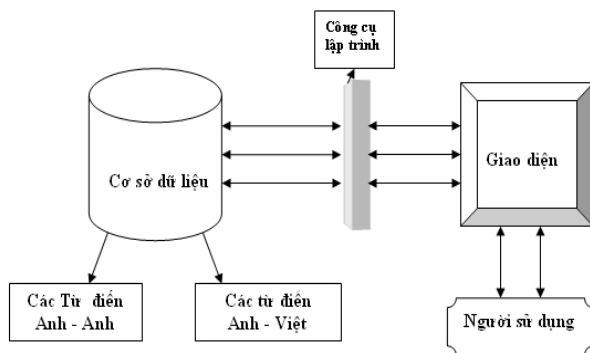 Công cụ
lập trình
Cơ sở dữ liệu
Giao diện
Các Từ điển
Anh - Anh
Các từ điển
Anh - Việt
Người sử dụng